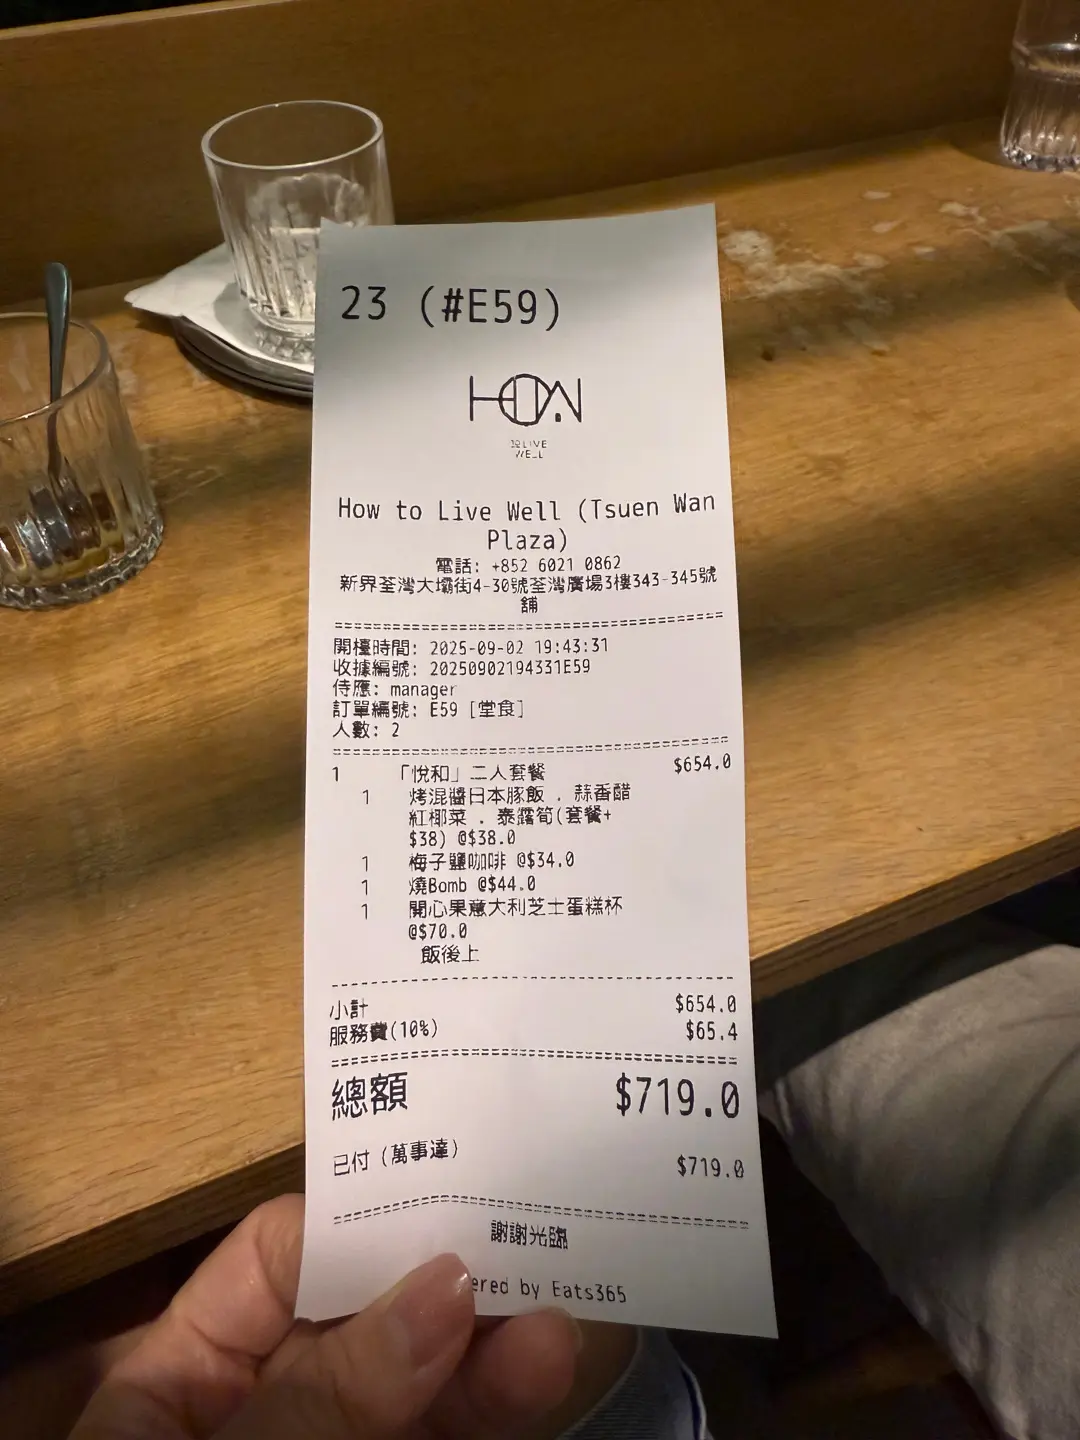 23 (#E59)
HOW
TO LIVE
WELL
How to Live Well (Tsuen Wan
Plaza)
電話: +852 6021 0862
新界荃灣大壩街4-30號荃灣廣場3樓343-345號
舖
開檯時間: 2025-09-02 19:43:31
收據編號: 20250902194331E59
侍應: manager
訂單編號: E59 [堂食]
人數: 2
1 「悅和」二人套餐 $654.0
1 烤混醬日本豚飯 . 蒜香醋
紅椰菜 . 泰露筍(套餐+
$38) @$38.0
1 梅子鹽咖啡 @$34.0
1 燒Bomb @$44.0
1 開心果意大利芝士蛋糕杯
@$70.0
飯後上
小計 $654.0
服務費(10%) $65.4
總額 $719.0
已付 (萬事達) $719.0
謝謝光臨
ered by Eats365